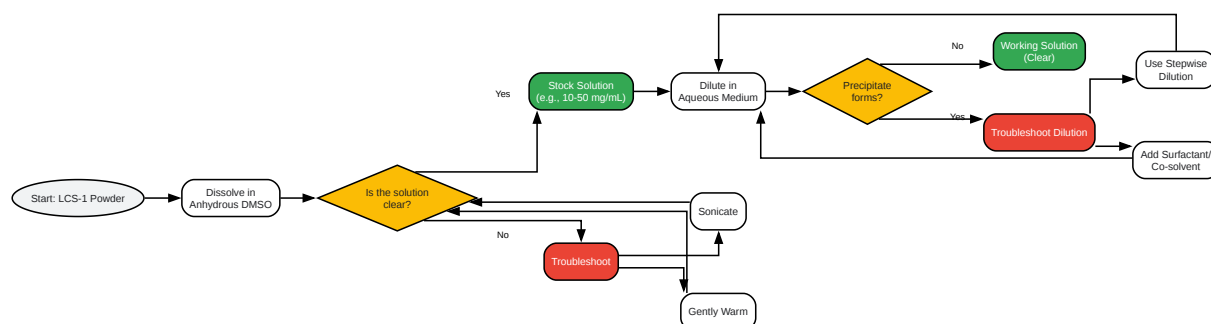 Start: LCS-1 Powder
Dissolve in
Anhydrous DMSO
Is the solution
clear?
Yes
No
Stock Solution
(e.g., 10-50 mg/mL)
Troubleshoot
Sonicate
Gently Warm
Dilute in
Aqueous Medium
Precipitate
forms?
No
Yes
Working Solution
(Clear)
Troubleshoot Dilution
Use Stepwise
Dilution
Add Surfactant/
Co-solvent